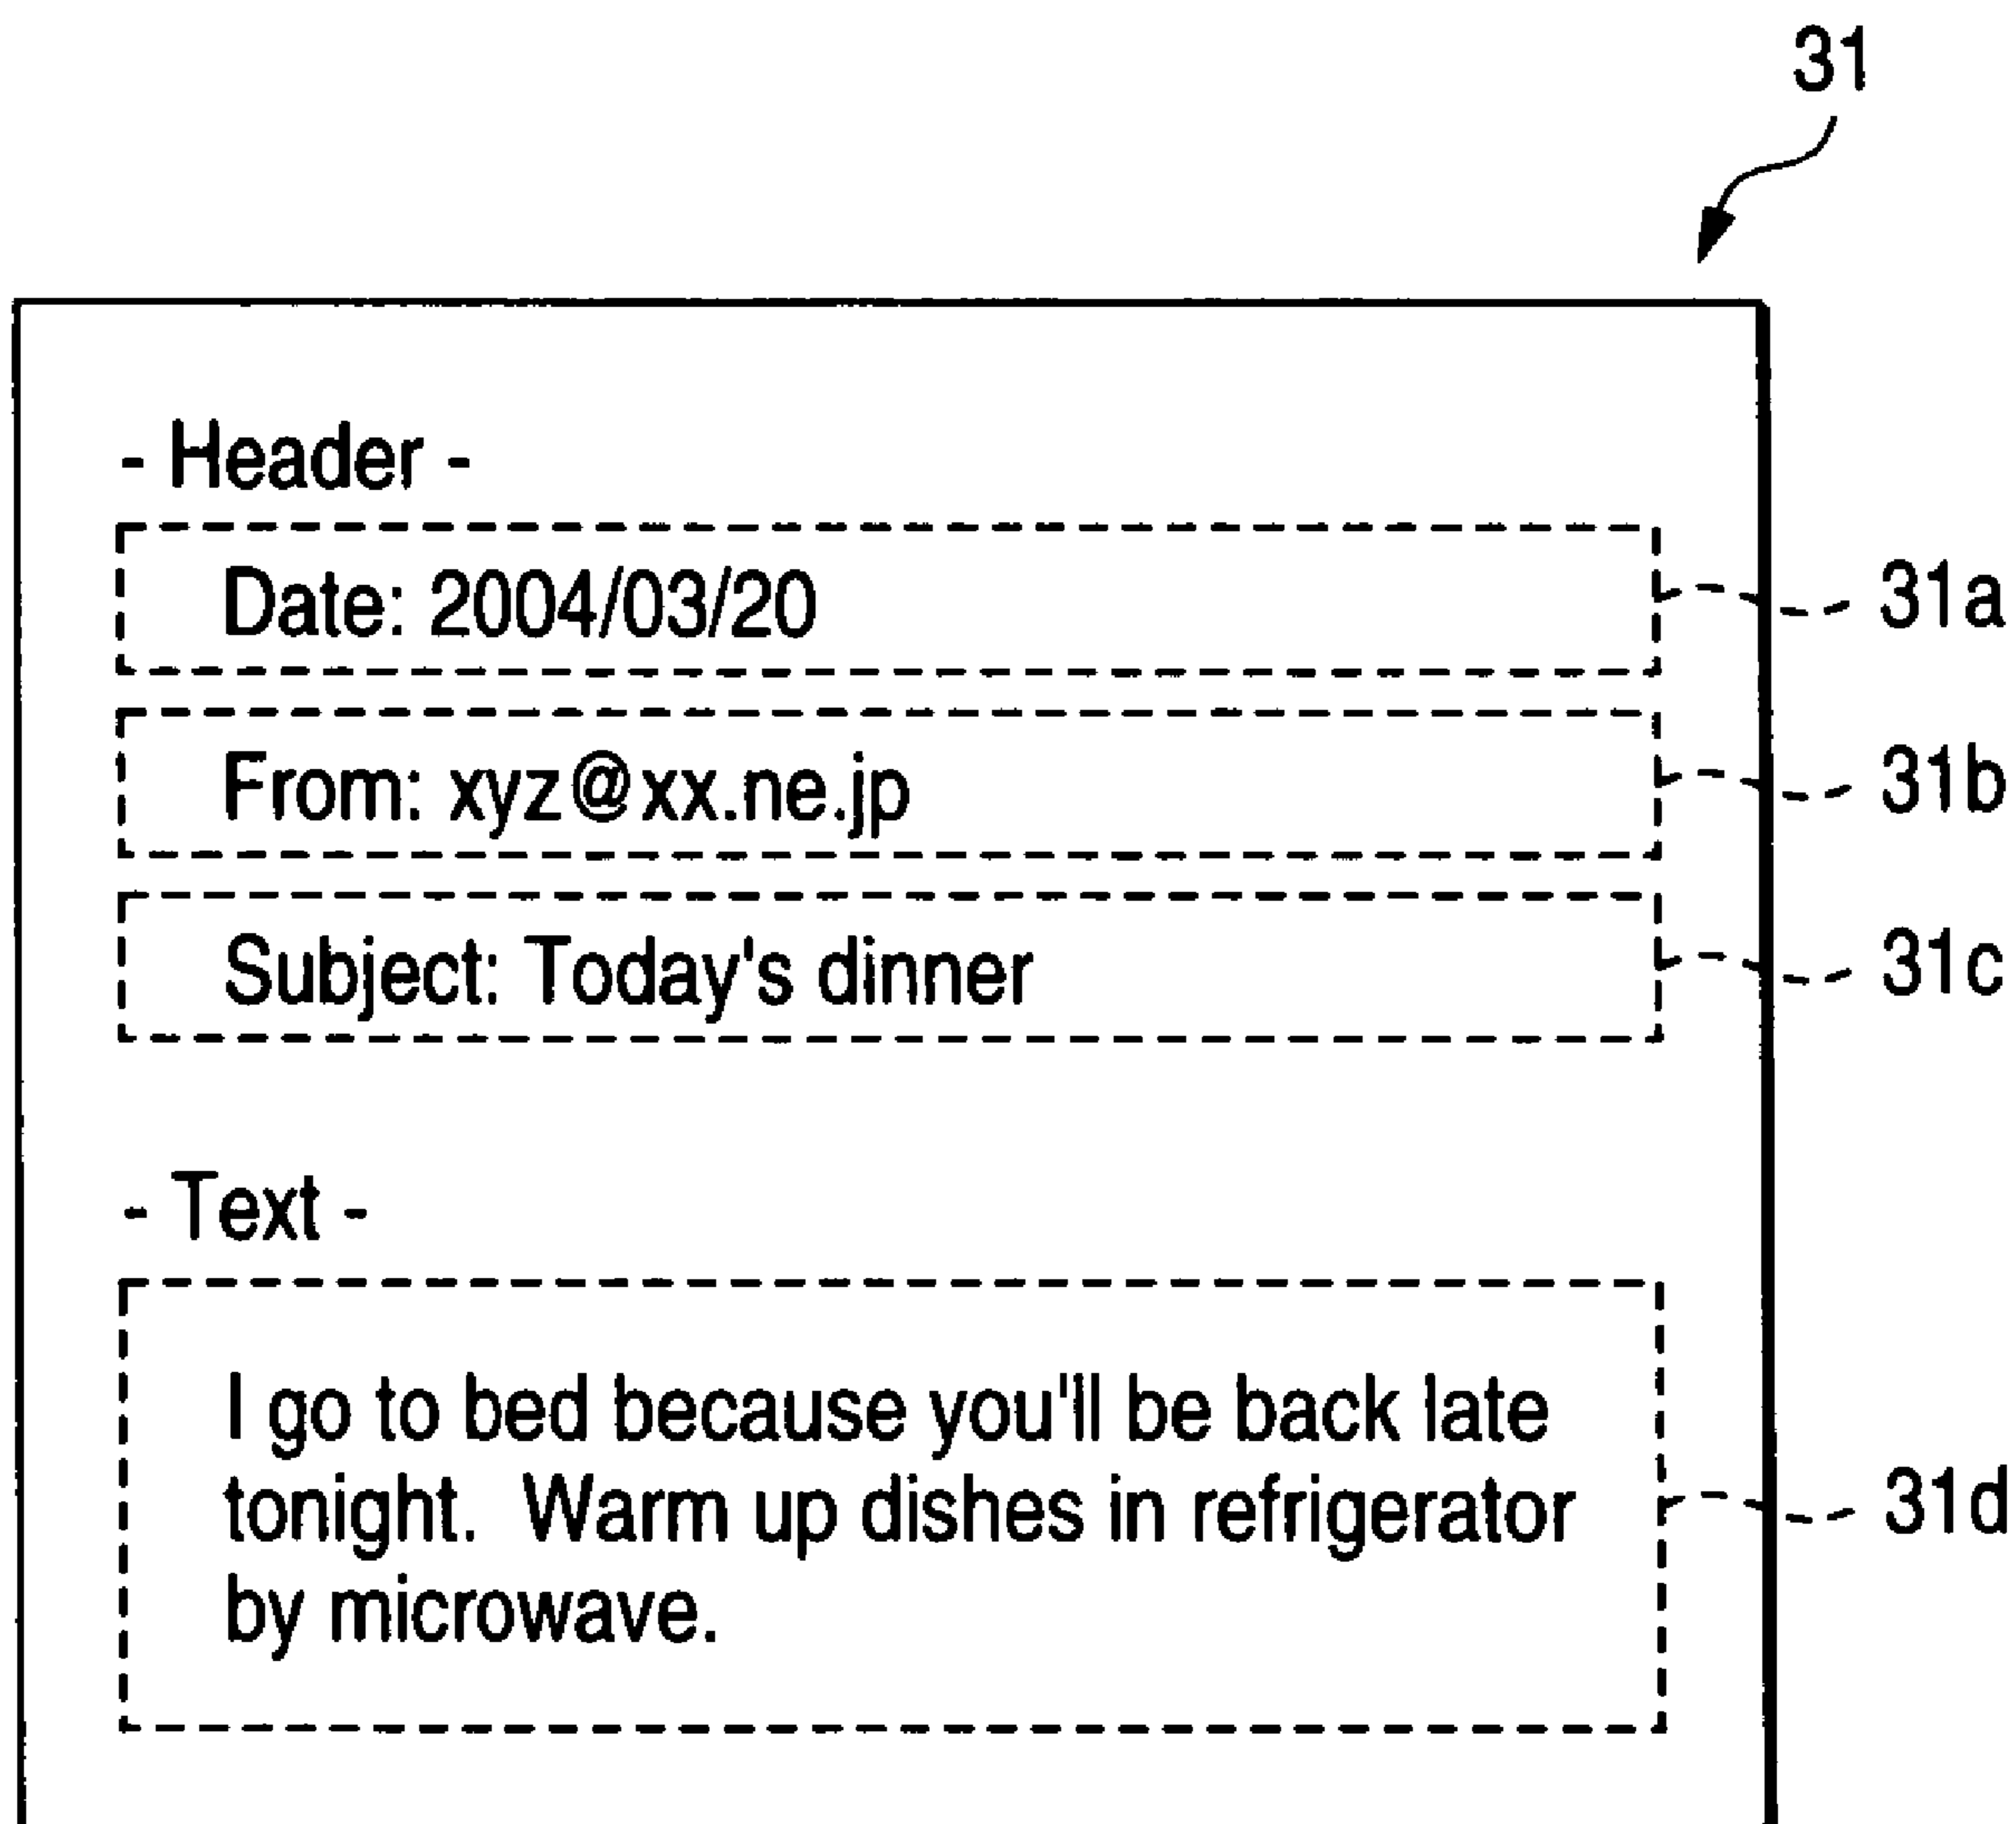 31
- Header -
Date: 2004/03/20 31a
From: xyz@xx.ne.jp 31b
Subject: Today's dinner 31c
- Text -
I go to bed because you'll be back late
tonight.  Warm up dishes in refrigerator 31d
by microwave.